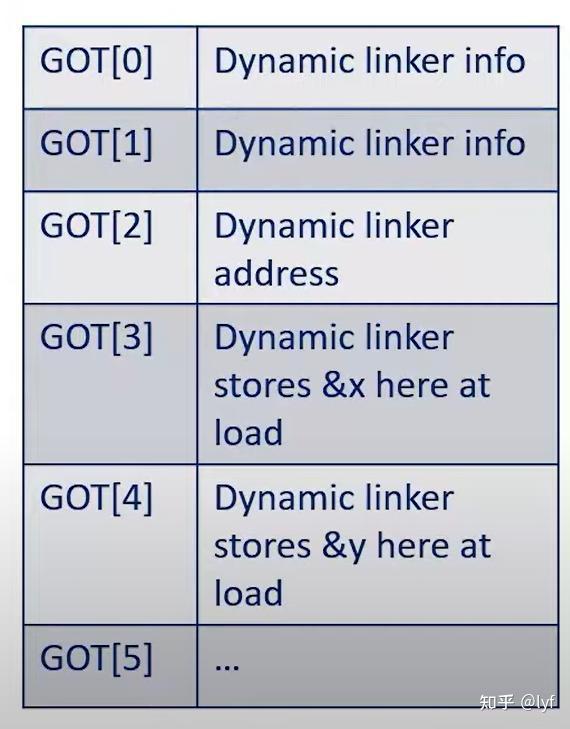 GOT[0] Dynamic linker info
GOT[1] Dynamic linker info
GOT[2] Dynamic linker
address
GOT[3] Dynamic linker
stores &x here at
load
GOT[4] Dynamic linker
stores &y here at
load
GOT[5] ...
知乎 @lyf